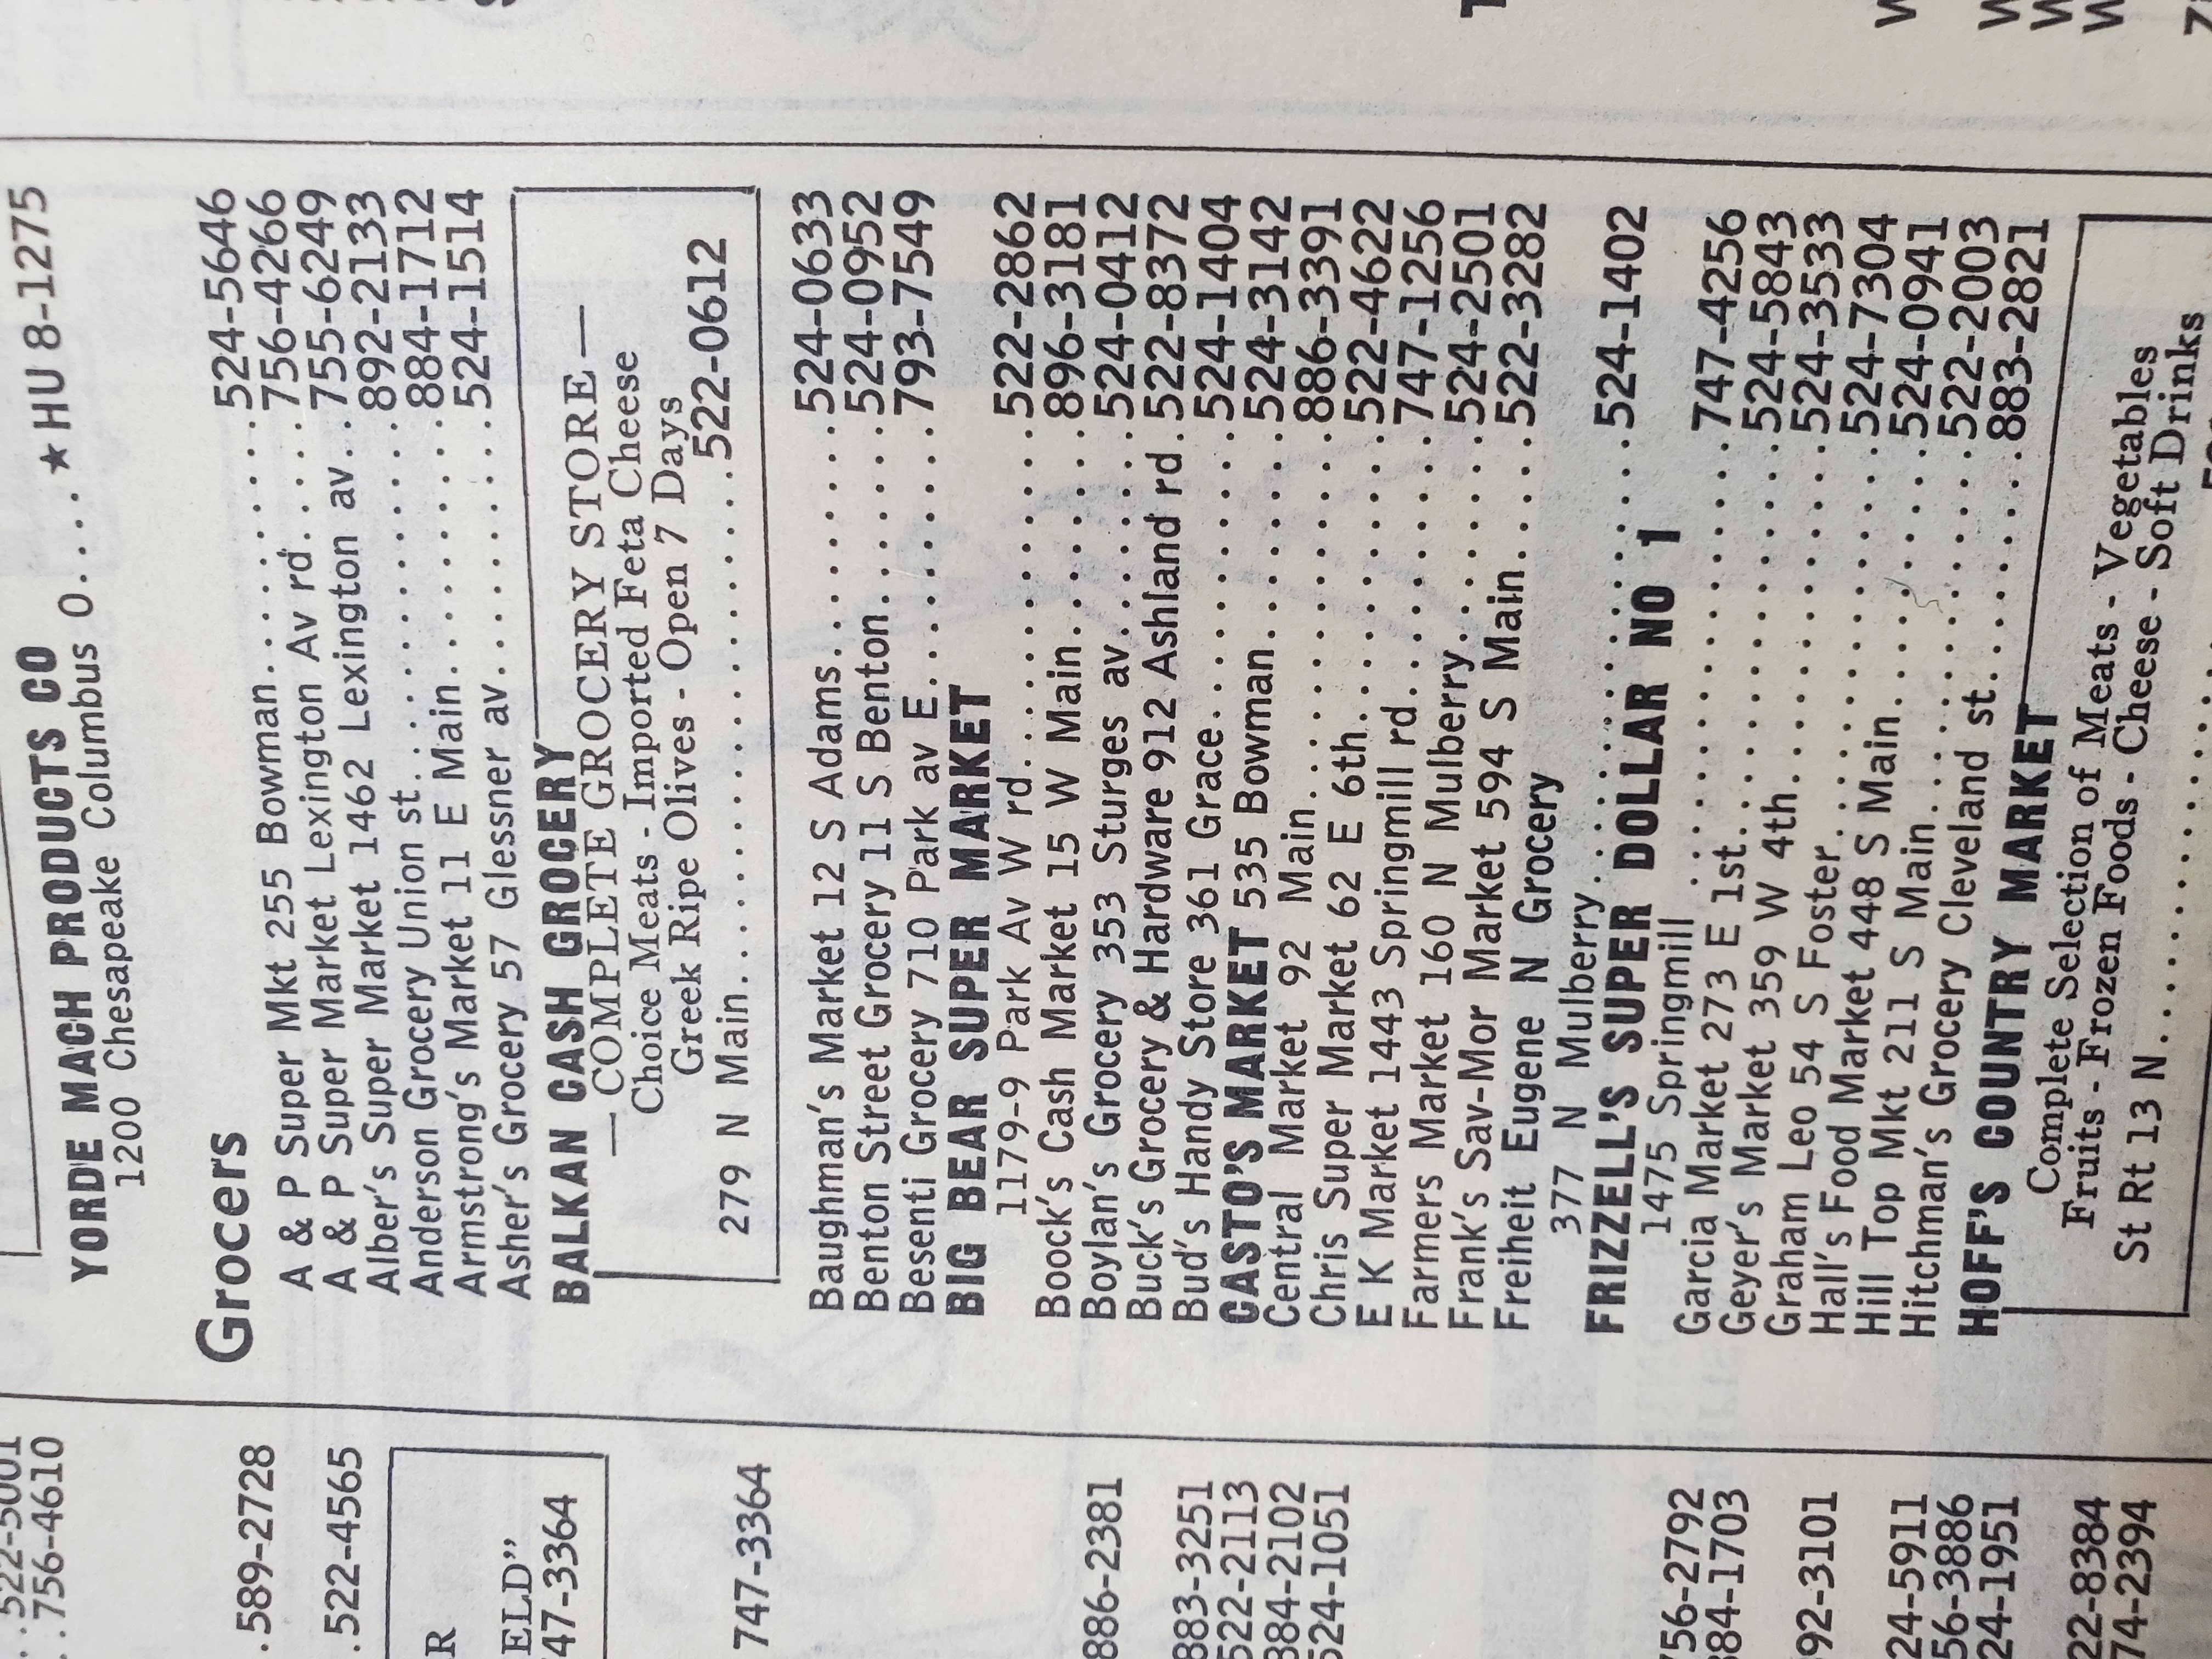 756-4610
589-2728
522-4565
R
ELD"
47-3364
747-3364
886-2381
883-3251
522-2113
884-2102
524-1051
56-2792
84-1703
92-3101
24-5911
56-3886
24-1951
22-8384
74-2394
YORDE MACH PRODUCTS CO
1200 Chesapeake Columbus O....★HU 8-1275
Grocers
A & P Super Mkt 255 Bowman..........524-5646
A & P Super Market Lexington Av rd....756-4266
Alber's Super Market 1462 Lexington av..755-6249
Anderson Grocery Union st............892-2133
Armstrong's Market 11 E Main..........884-1712
Asher's Grocery 57 Glessner av.........524-1514
BALKAN CASH GROCERY
—COMPLETE GROCERY STORE—
Choice Meats - Imported Feta Cheese
Greek Ripe Olives - Open 7 Days
279 N Main......................522-0612
Baughman's Market 12 S Adams.........524-0633
Benton Street Grocery 11 S Benton.......524-0952
Besenti Grocery 710 Park av E..........793-7549
BIG BEAR SUPER MARKET
1179-9 Park Av W rd..............522-2862
Boock's Cash Market 15 W Main........896-3181
Boylan's Grocery 353 Sturges av.........524-0412
Buck's Grocery & Hardware 912 Ashland rd.522-8372
Bud's Handy Store 361 Grace...........524-1404
CASTO'S MARKET 535 Bowman........524-3142
Central Market 92 Main..............886-3391
Chris Super Market 62 E 6th...........522-4622
E K Market 1443 Springmill rd..........747-1256
Farmers Market 160 N Mulberry.........524-2501
Frank's Sav-Mor Market 594 S Main......522-3282
Freiheit Eugene N Grocery
377 N Mulberry..................524-1402
FRIZZELL'S SUPER DOLLAR NO 1
1475 Springmill..................747-4256
Garcia Market 273 E 1st..............524-5843
Geyer's Market 359 W 4th............524-3533
Graham Leo 54 S Foster..............524-7304
Hall's Food Market 448 S Main.........524-0941
Hill Top Mkt 211 S Main.............522-2003
Hitchman's Grocery Cleveland st.........883-2821
HOFF'S COUNTRY MARKET
Complete Selection of Meats - Vegetables
Fruits - Frozen Foods - Cheese - Soft Drinks
St Rt 13 N